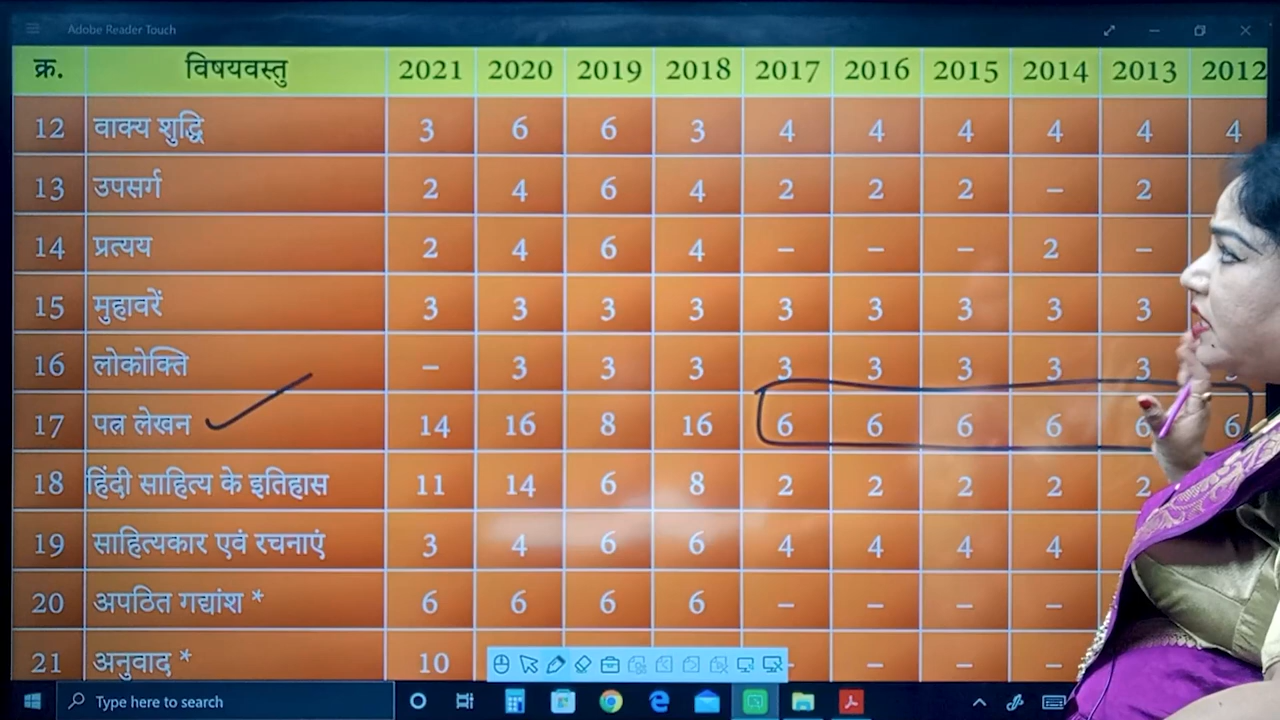 Adobe Reader Touch
क्र. विषयवस्तु 2021 2020 2019 2018 2017 2016 2015 2014 2013 2012
12 वाक्य शुद्धि 3 6 6 3 4 4 4 4 4 4
13 उपसर्ग 2 4 6 4 2 2 2 – 2
14 प्रत्यय 2 4 6 4 – – – 2 –
15 मुहावरें 3 3 3 3 3 3 3 3 3
16 लोकोक्ति – 3 3 3 3 3 3 3 3
17 पत्र लेखन 14 16 8 16 6 6 6 6 6 6
18 हिंदी साहित्य के इतिहास 11 14 6 8 2 2 2 2 2
19 साहित्यकार एवं रचनाएं 3 4 6 6 4 4 4 4
20 अपठित गद्यांश * 6 6 6 6 – – – –
21 अनुवाद * 10 – – – –
Type here to search